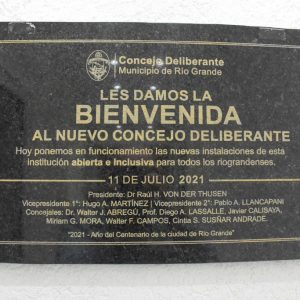 Concejo Deliberante
Municipio de Río Grande
LES DAMOS LA
BIENVENIDA
AL NUEVO CONCEJO DELIBERANTE
Hoy ponemos en funcionamiento las nuevas instalaciones de esta
institución abierta e inclusiva para todos los riograndenses.
11 DE JULIO 2021
Presidente: Dr Raúl H. VON DER THUSEN
Vicepresidente 1°: Hugo A. MARTÍNEZ | Vicepresidente 2°: Pablo A. LLANCAPANI
Concejales: Dr. Walter J. ABREGÚ, Prof. Diego A. LASSALLE, Javier CALISAYA,
Miriam G. MORA, Walter F. CAMPOS, Cintia S. SUSÑAR ANDRADE.
"2021 - Año del Centenario de la ciudad de Río Grande"